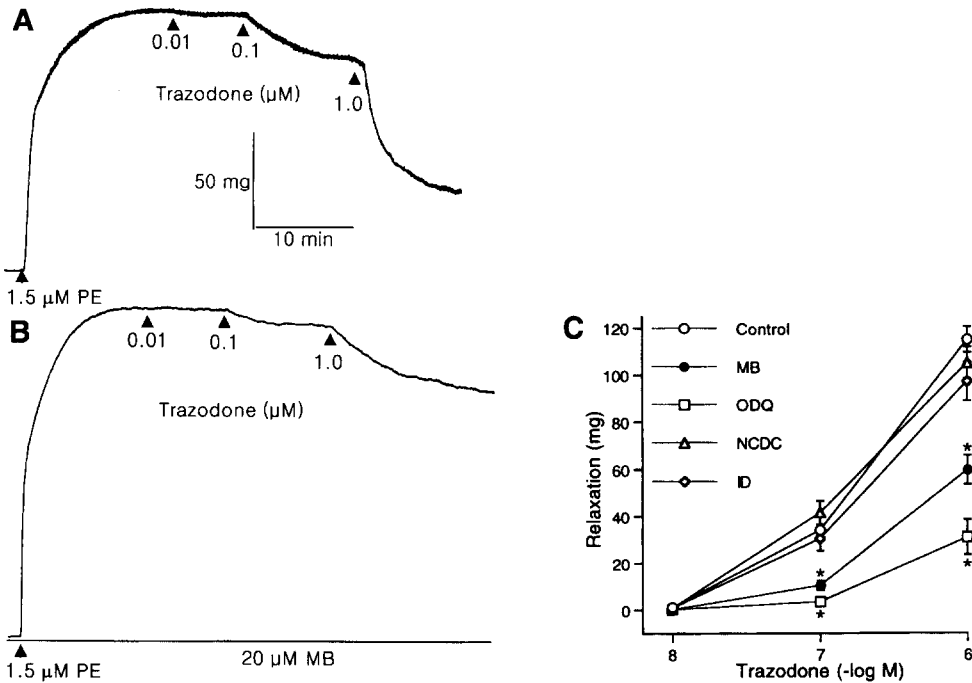 A
0.01
0.1
Trazodone (µM)
1.0
50 mg
10 min
1.5 µM PE
B
0.01
0.1
1.0
Trazodone (µM)
1.5 µM PE
20 µM MB
C
Control
MB
ODQ
NCDC
ID
Relaxation (mg)
120
100
80
60
40
20
0
*
*
*
*
8
7
6
Trazodone (-log M)